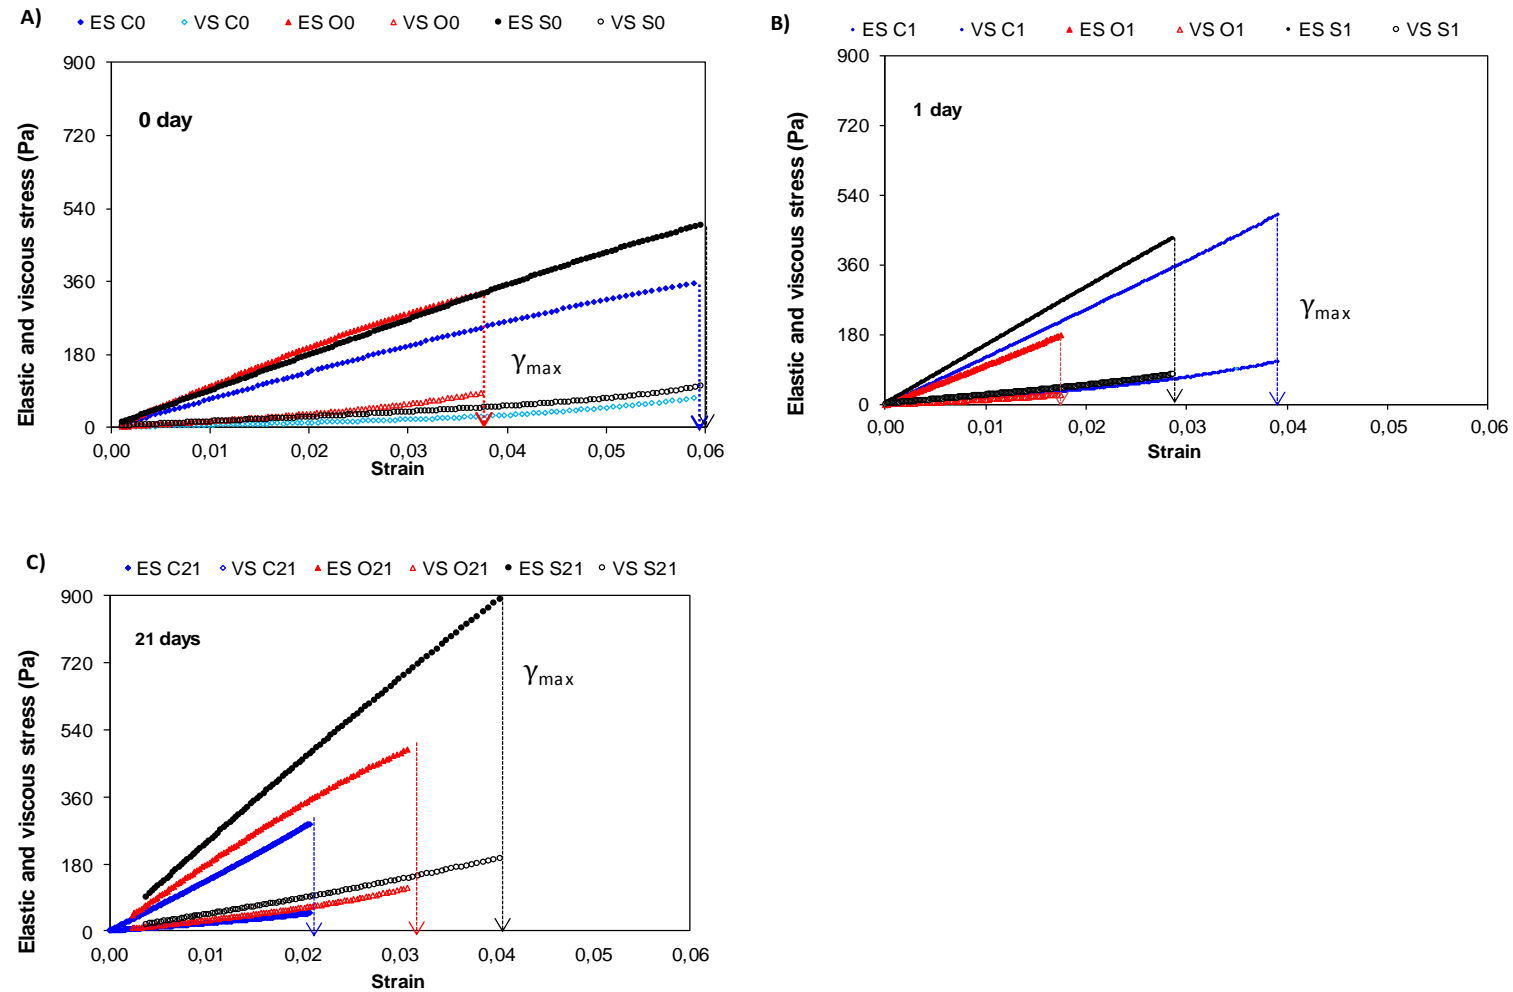 A)
ES C0 VS C0 ES O0 VS O0 ES S0 VS S0
900
720
540
360
180
0
0 day
γmax
Elastic and viscous stress (Pa)
0,00 0,01 0,02 0,03 0,04 0,05 0,06
Strain
B)
ES C1 VS C1 ES O1 VS O1 ES S1 VS S1
900
720
540
360
180
0
1 day
γmax
Elastic and viscous stress (Pa)
0,00 0,01 0,02 0,03 0,04 0,05 0,06
Strain
C)
ES C21 VS C21 ES O21 VS O21 ES S21 VS S21
900
720
540
360
180
0
21 days
γmax
Elastic and viscous stress (Pa)
0,00 0,01 0,02 0,03 0,04 0,05 0,06
Strain